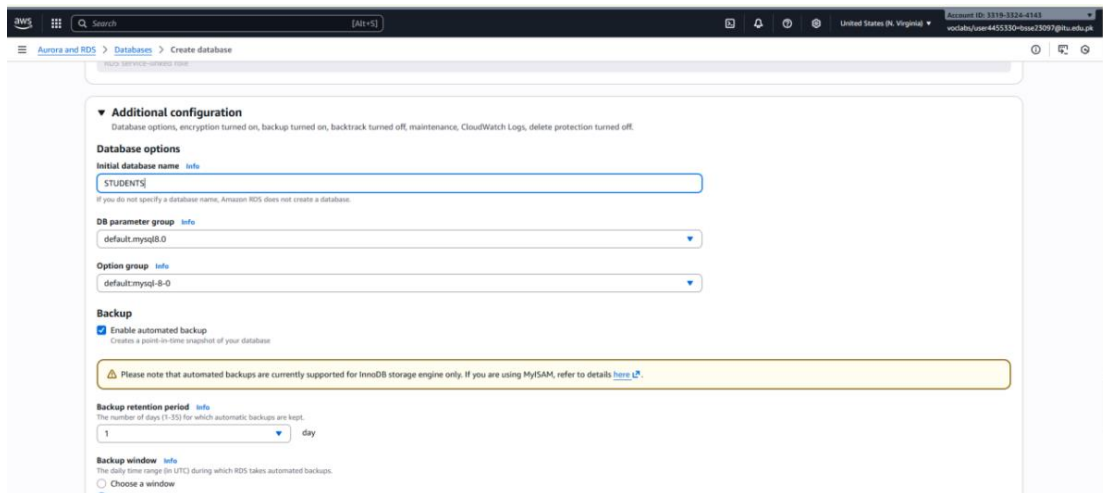 aws
Search [Alt+S] United States (N. Virginia) Account ID: 3319-3324-4143
voclabs/user4455330=bsse23097@itu.edu.pk
Aurora and RDS > Databases > Create database
RDS service-linked role
Additional configuration
Database options, encryption turned on, backup turned on, backtrack turned off, maintenance, CloudWatch Logs, delete protection turned off.
Database options
Initial database name Info
STUDENTS
If you do not specify a database name, Amazon RDS does not create a database.
DB parameter group Info
default.mysql8.0
Option group Info
default:mysql-8-0
Backup
Enable automated backup
Creates a point-in-time snapshot of your database
Please note that automated backups are currently supported for InnoDB storage engine only. If you are using MyISAM, refer to details here.
Backup retention period Info
The number of days (1-35) for which automatic backups are kept.
1 day
Backup window Info
The daily time range (in UTC) during which RDS takes automated backups.
Choose a window